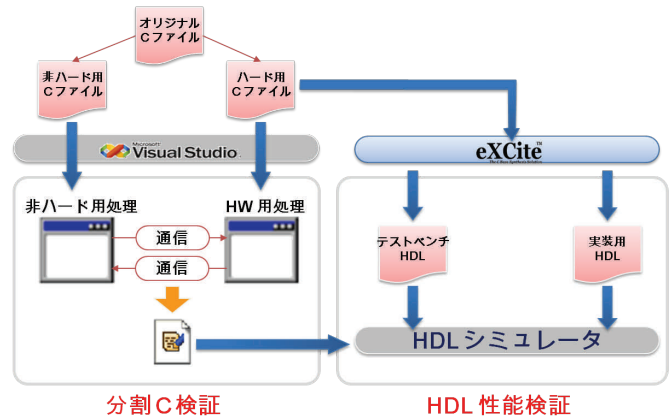 オリジナル
Cファイル
非ハード用
Cファイル
ハード用
Cファイル
Microsoft
Visual Studio
eXCite™
非ハード用処理
HW 用処理
通信
通信
テストベンチ
HDL
実装用
HDL
HDLシミュレータ
分割C検証
HDL 性能検証